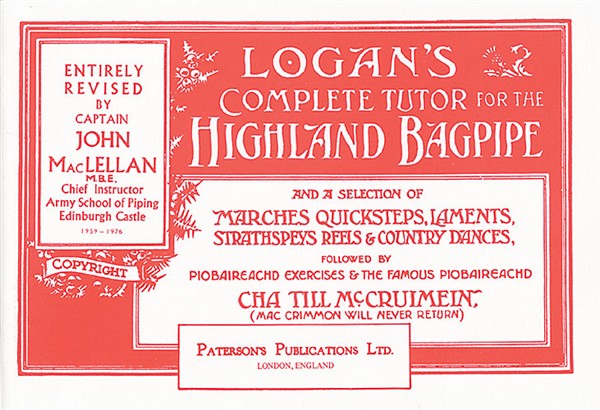 ENTIRELY
REVISED
BY
CAPTAIN
JOHN
MACLELLAN
M.B.E.
Chief Instructor
Army School of Piping
Edinburgh Castle
1959 – 1976
COPYRIGHT
LOGAN'S
COMPLETE TUTOR FOR THE
HIGHLAND BAGPIPE
AND A SELECTION OF
MARCHES QUICKSTEPS, LAMENTS,
STRATHSPEYS REELS & COUNTRY DANCES,
FOLLOWED BY
PIOBAIREACHD EXERCISES & THE FAMOUS PIOBAIREACHD
CHA TILL MCCRUIMEIN,
(MAC CRIMMON WILL NEVER RETURN)
PATERSON'S PUBLICATIONS LTD.
LONDON, ENGLAND